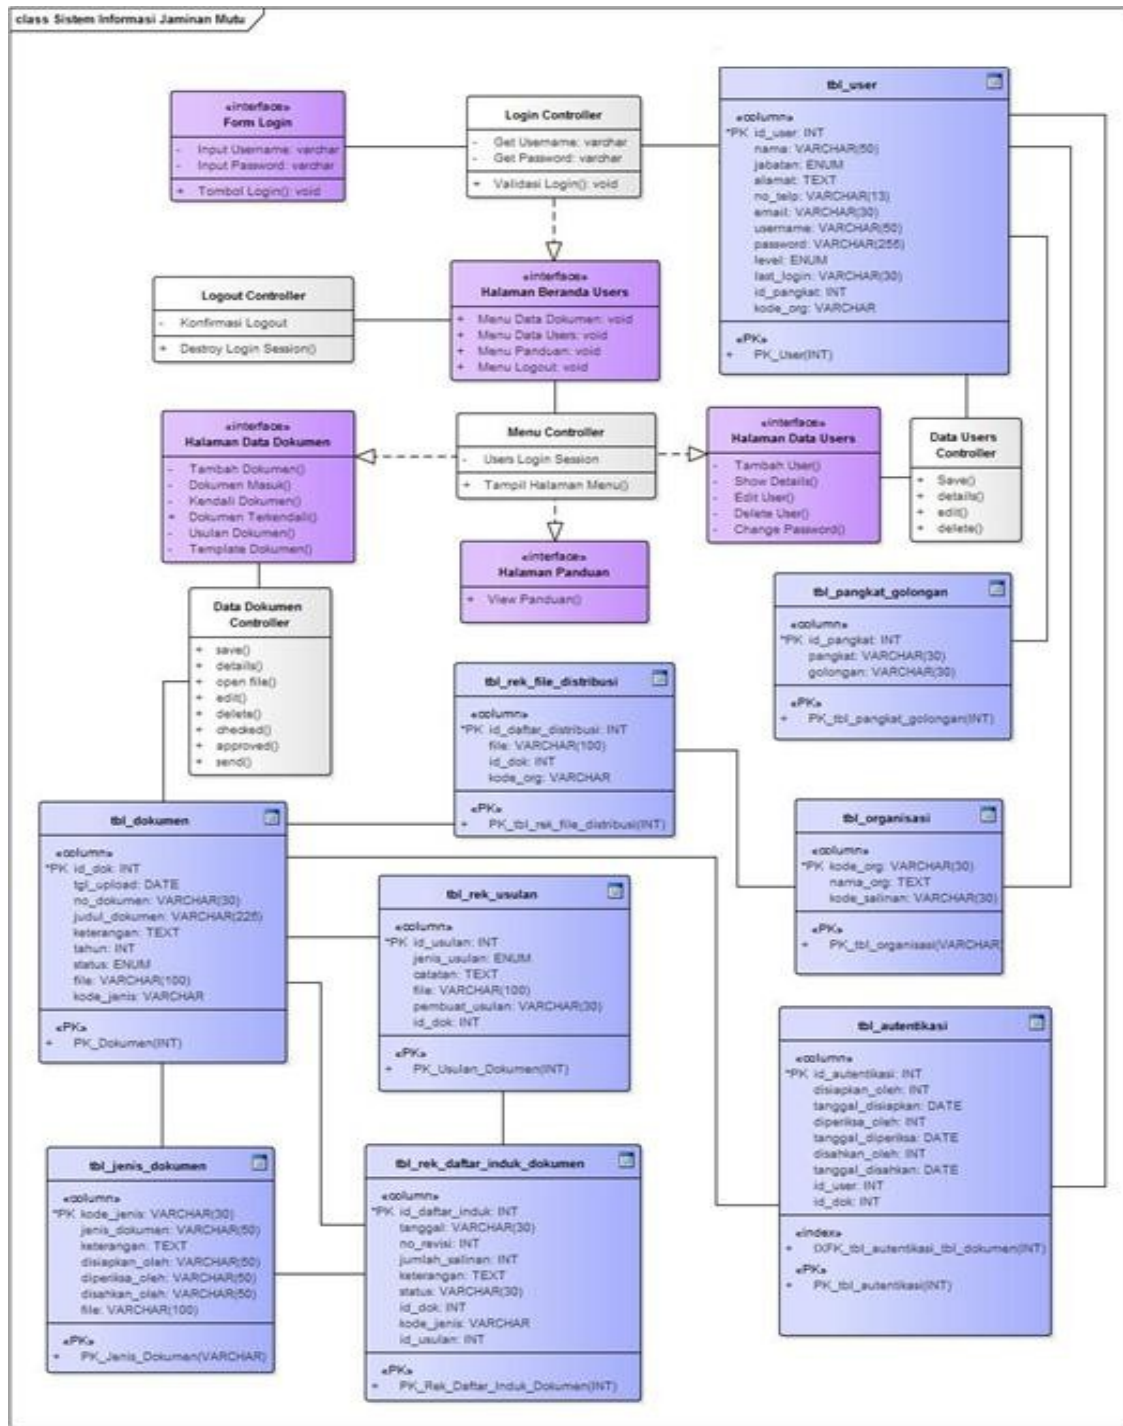 class Sistem Informasi Jaminan Mutu
«interface»
Form Login
- Input Username: varchar
- Input Password: varchar
+ Tombol Login(): void
Login Controller
- Get Username: varchar
- Get Password: varchar
+ Validasi Login(): void
tbl_user
«column»
*PK id_user: INT
nama: VARCHAR(50)
jabatan: ENUM
alamat: TEXT
no_telp: VARCHAR(13)
email: VARCHAR(30)
username: VARCHAR(50)
password: VARCHAR(255)
level: ENUM
last_login: VARCHAR(30)
id_pangkat: INT
kode_org: VARCHAR
«PK»
+ PK_User(INT)
Logout Controller
- Konfirmasi Logout
+ Destroy Login Session()
«interface»
Halaman Beranda Users
+ Menu Data Dokumen: void
+ Menu Data Users: void
+ Menu Panduan: void
+ Menu Logout: void
«interface»
Halaman Data Dokumen
- Tambah Dokumen()
- Dokumen Masuk()
- Kendali Dokumen()
+ Dokumen Terkendali()
- Usulan Dokumen()
- Template Dokumen()
Menu Controller
- Users Login Session
+ Tampil Halaman Menu()
«interface»
Halaman Data Users
- Tambah User()
- Show Details()
- Edit User()
- Delete User()
- Change Password()
Data Users
Controller
+ Save()
+ details()
+ edit()
+ delete()
«interface»
Halaman Panduan
+ View Panduan()
Data Dokumen
Controller
+ save()
+ details()
+ open file()
+ edit()
+ delete()
+ checked()
+ approved()
+ send()
tbl_pangkat_golongan
«column»
*PK id_pangkat: INT
pangkat: VARCHAR(30)
golongan: VARCHAR(30)
«PK»
+ PK_tbl_pangkat_golongan(INT)
tbl_rek_file_distribusi
«column»
*PK id_daftar_distribusi: INT
file: VARCHAR(100)
id_dok: INT
kode_org: VARCHAR
«PK»
+ PK_tbl_rek_file_distribusi(INT)
tbl_dokumen
«column»
*PK id_dok: INT
tgl_upload: DATE
no_dokumen: VARCHAR(30)
judul_dokumen: VARCHAR(225)
keterangan: TEXT
tahun: INT
status: ENUM
file: VARCHAR(100)
kode_jenis: VARCHAR
«PK»
+ PK_Dokumen(INT)
tbl_organisasi
«column»
*PK kode_org: VARCHAR(30)
nama_org: TEXT
kode_salinan: VARCHAR(30)
«PK»
+ PK_tbl_organisasi(VARCHAR
tbl_rek_usulan
«column»
*PK id_usulan: INT
jenis_usulan: ENUM
catatan: TEXT
file: VARCHAR(100)
pembuat_usulan: VARCHAR(30)
id_dok: INT
«PK»
+ PK_Usulan_Dokumen(INT)
tbl_autentikasi
«column»
*PK id_autentikasi: INT
disiapkan_oleh: INT
tanggal_disiapkan: DATE
diperiksa_oleh: INT
tanggal_diperiksa: DATE
disahkan_oleh: INT
tanggal_disahkan: DATE
id_user: INT
id_dok: INT
«index»
+ IXFK_tbl_autentikasi_tbl_dokumen(INT)
«PK»
+ PK_tbl_autentikasi(INT)
tbl_jenis_dokumen
«column»
*PK kode_jenis: VARCHAR(30)
jenis_dokumen: VARCHAR(50)
keterangan: TEXT
disiapkan_oleh: VARCHAR(50)
diperiksa_oleh: VARCHAR(50)
disahkan_oleh: VARCHAR(50)
file: VARCHAR(100)
«PK»
+ PK_Jenis_Dokumen(VARCHAR)
tbl_rek_daftar_induk_dokumen
«column»
*PK id_daftar_induk: INT
tanggal: VARCHAR(30)
no_revisi: INT
jumlah_salinan: INT
keterangan: TEXT
status: VARCHAR(30)
id_dok: INT
kode_jenis: VARCHAR
id_usulan: INT
«PK»
+ PK_Rek_Daftar_Induk_Dokumen(INT)